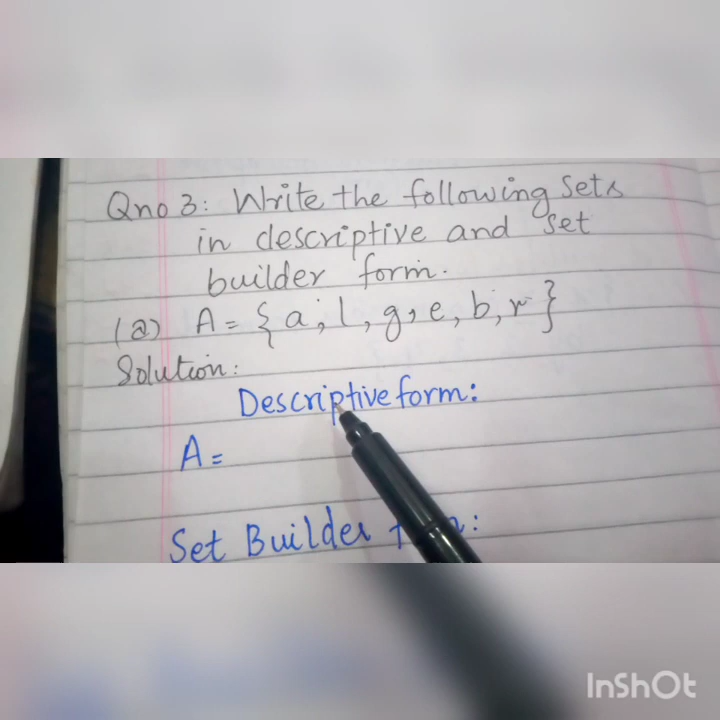 Qno 3: Write the following sets
in descriptive and set
builder form.
(a) A = { a, l, g, e, b, r }
Solution:
Descriptive form:
A =
Set Builder
InShOt